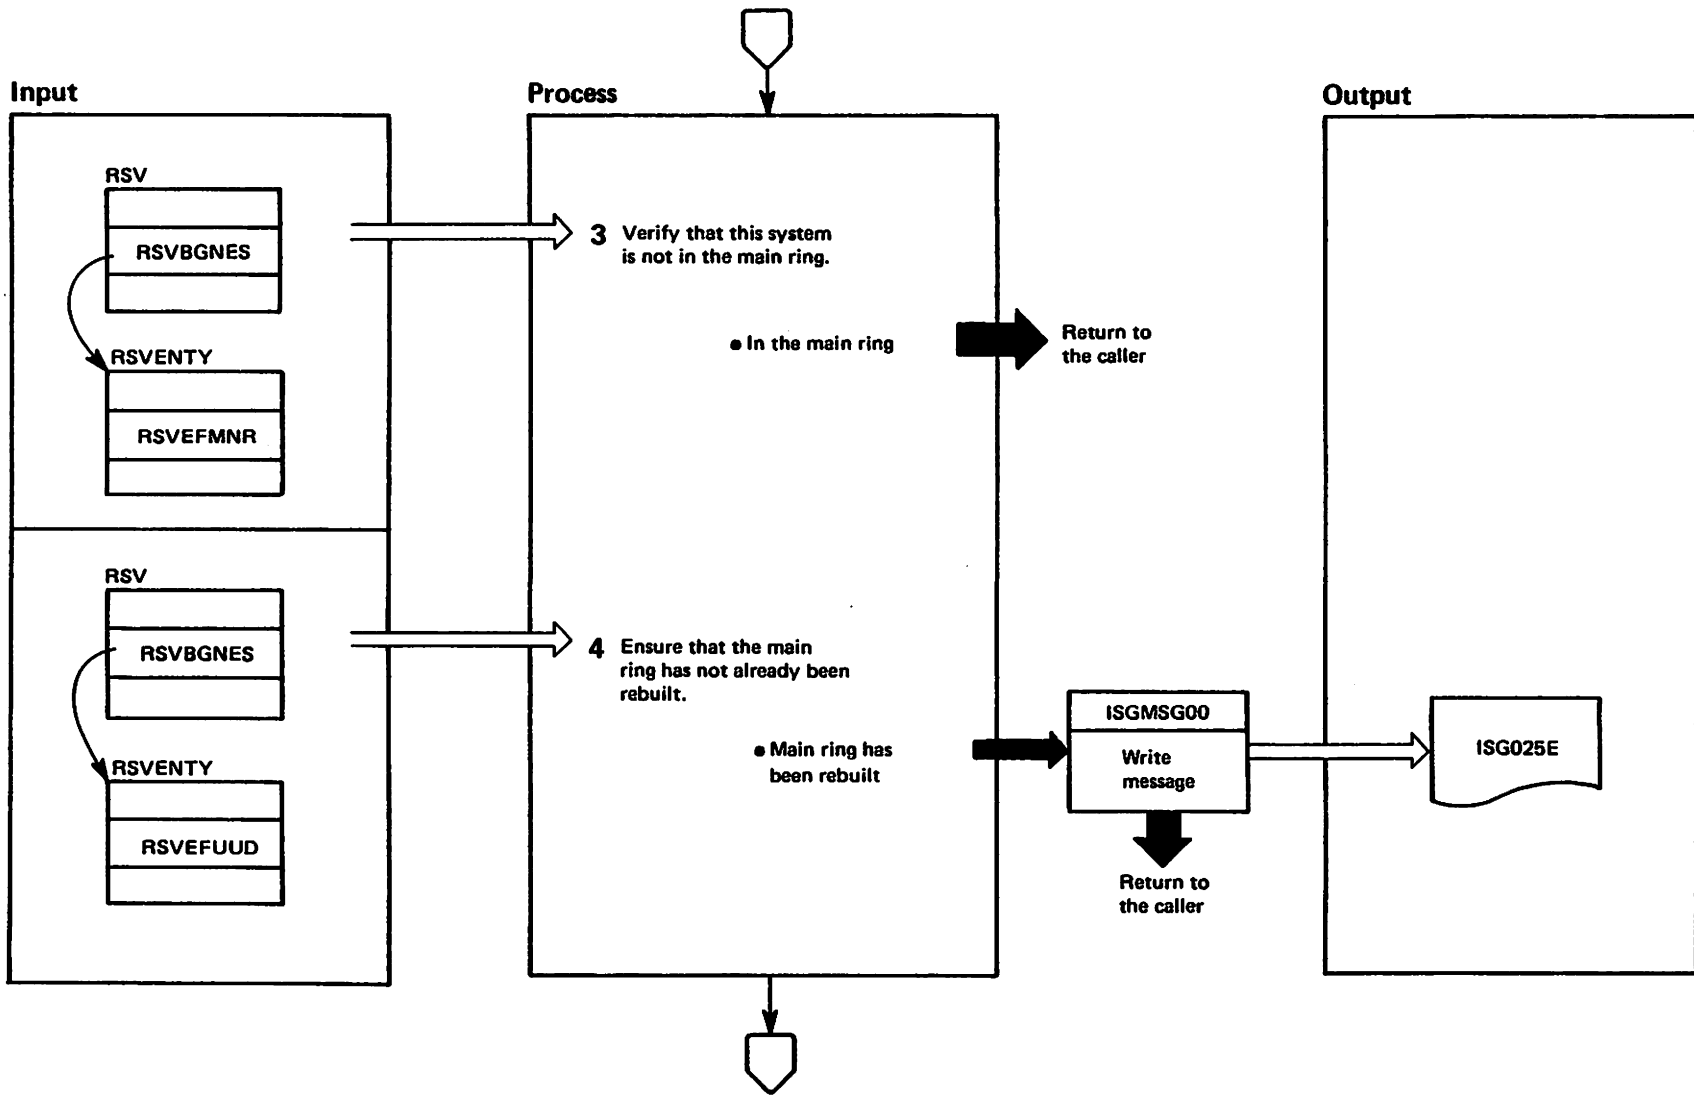 Input
Process
Output
RSV
RSVBGNES
RSVENTY
RSVEFMNR
3 Verify that this system
is not in the main ring.
• In the main ring
Return to
the caller
RSV
RSVBGNES
RSVENTY
RSVEFUUD
4 Ensure that the main
ring has not already been
rebuilt.
• Main ring has
been rebuilt
ISGMSG00
Write
message
Return to
the caller
ISG025E